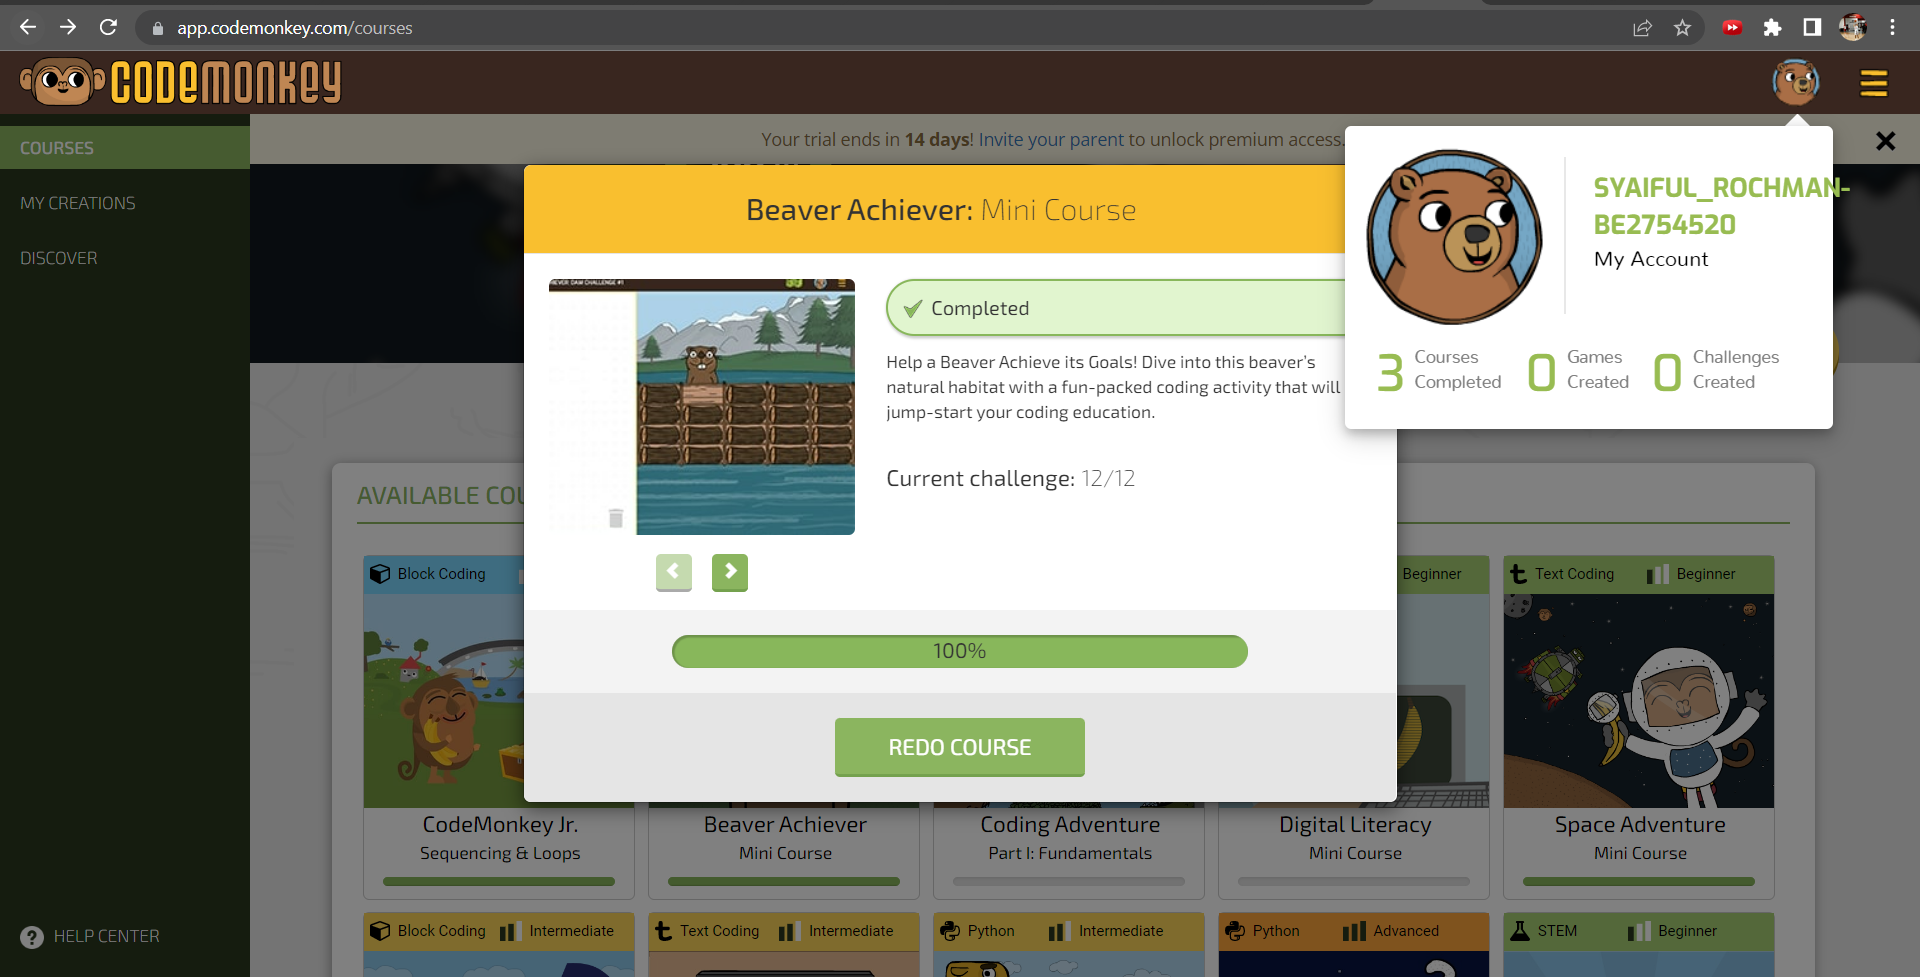 app.codemonkey.com/courses
CODEMONKEY
COURSES
MY CREATIONS
DISCOVER
HELP CENTER
Your trial ends in 14 days! Invite your parent to unlock premium access.
SYAIFUL_ROCHMAN-
BE2754520
My Account
3 Courses Completed
0 Games Created
0 Challenges Created
Beaver Achiever: Mini Course
DAM CHALLENGE #1
Completed
Help a Beaver Achieve its Goals! Dive into this beaver's
natural habitat with a fun-packed coding activity that will
jump-start your coding education.
Current challenge: 12/12
100%
REDO COURSE
AVAILABLE COU
Block Coding
Beginner
Text Coding Beginner
CodeMonkey Jr.
Sequencing & Loops
Beaver Achiever
Mini Course
Coding Adventure
Part I: Fundamentals
Digital Literacy
Mini Course
Space Adventure
Mini Course
Block Coding Intermediate
Text Coding Intermediate
Python Intermediate
Python Advanced
STEM Beginner